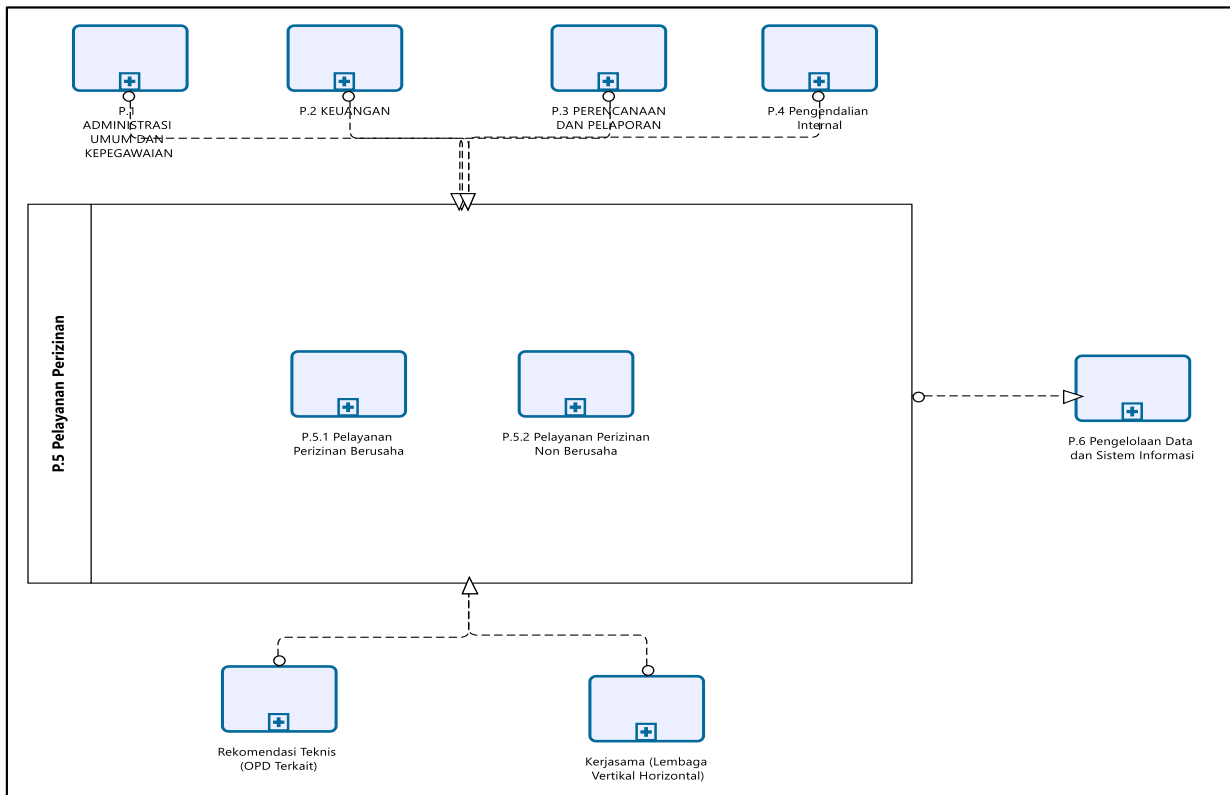 P.1
ADMINISTRASI
UMUM DAN
KEPEGAWAIAN
P.2 KEUANGAN
P.3 PERENCANAAN
DAN PELAPORAN
P.4 Pengendalian
Internal
P.5 Pelayanan Perizinan
P.5.1 Pelayanan
Perizinan Berusaha
P.5.2 Pelayanan Perizinan
Non Berusaha
P.6 Pengelolaan Data
dan Sistem Informasi
Rekomendasi Teknis
(OPD Terkait)
Kerjasama (Lembaga
Vertikal Horizontal)